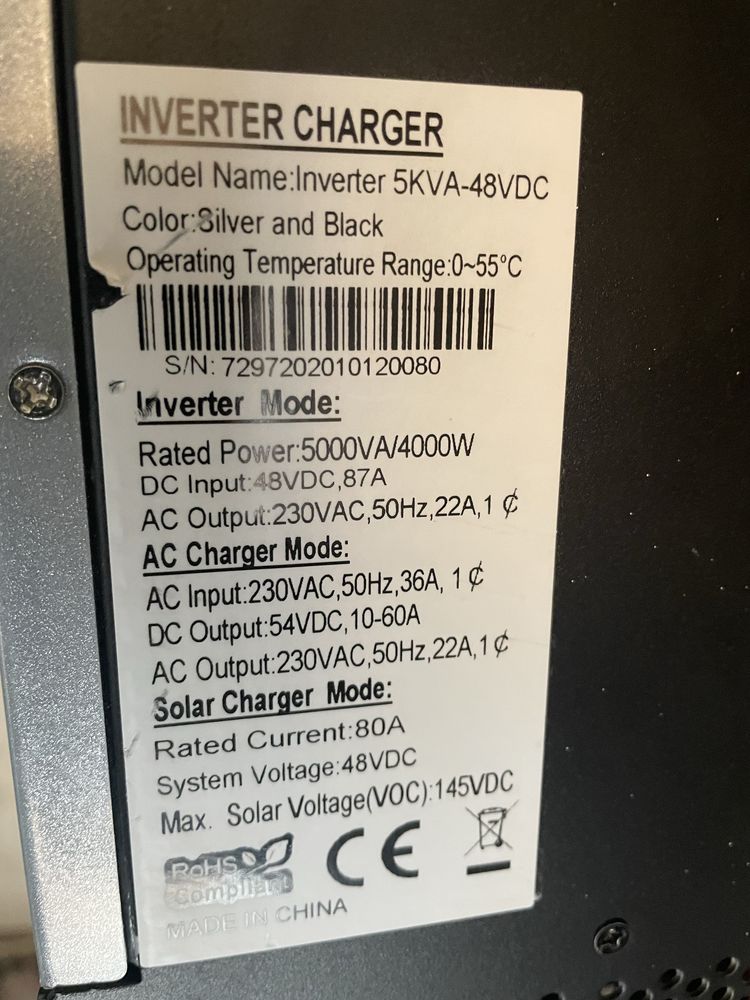 INVERTER CHARGER
Model Name:Inverter 5KVA-48VDC
Color:Silver and Black
Operating Temperature Range:0~55°C
S/N: 7297202010120080
Inverter Mode:
Rated Power:5000VA/4000W
DC Input:48VDC,87A
AC Output:230VAC,50Hz,22A,1 ₵
AC Charger Mode:
AC Input:230VAC,50Hz,36A, 1 ₵
DC Output:54VDC,10-60A
AC Output:230VAC,50Hz,22A,1 ₵
Solar Charger Mode:
Rated Current:80A
System Voltage:48VDC
Max. Solar Voltage(VOC):145VDC
RoHS
Compliant
CE
MADE IN CHINA